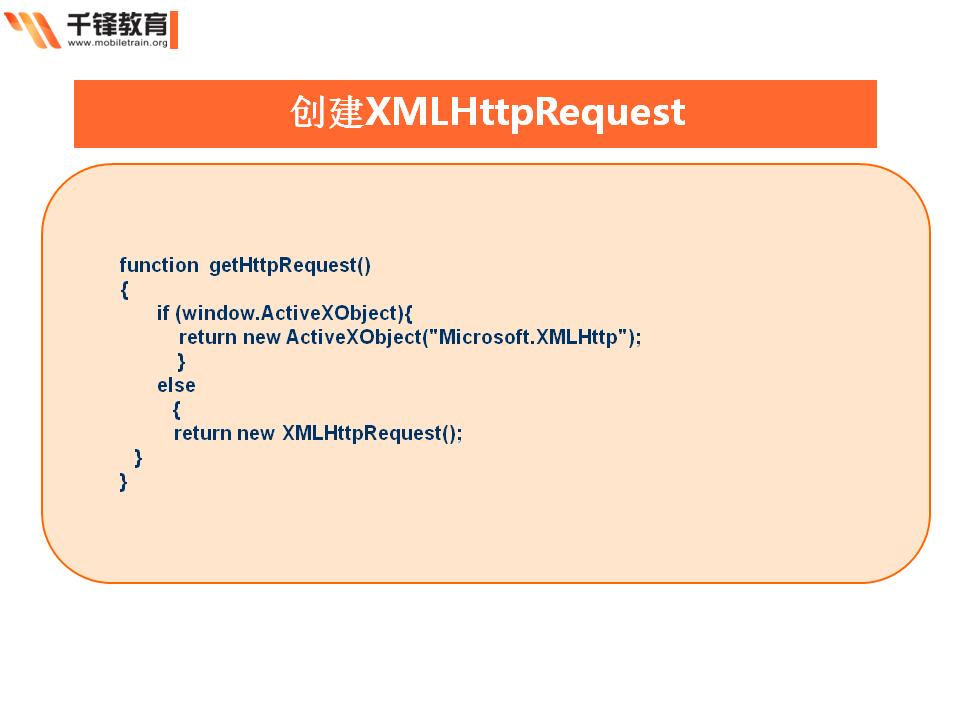 千锋教育
www.mobiletrain.org
创建XMLHttpRequest
function getHttpRequest()
{
if (window.ActiveXObject){
return new ActiveXObject("Microsoft.XMLHttp");
}
else
{
return new XMLHttpRequest();
}
}